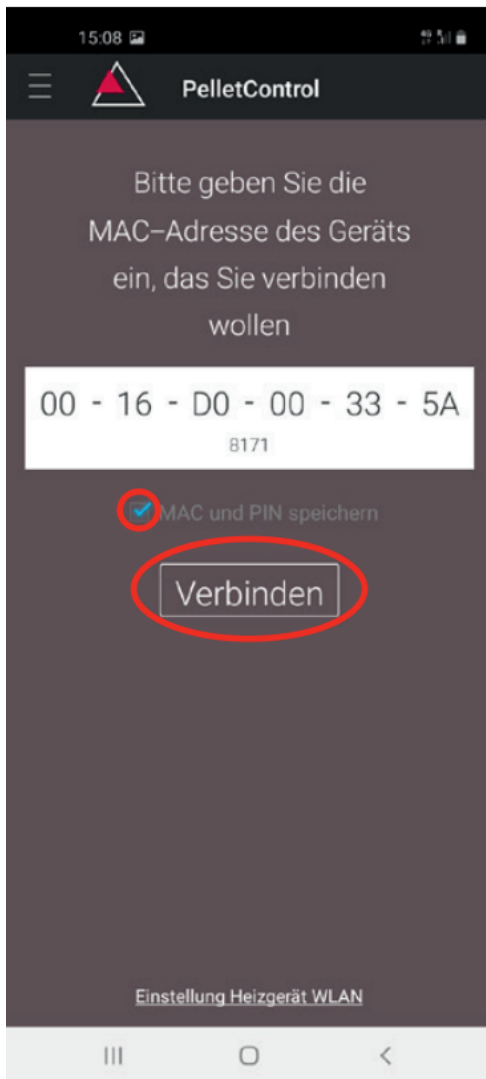 15:08
PelletControl
Bitte geben Sie die
MAC–Adresse des Geräts
ein, das Sie verbinden
wollen
00 - 16 - D0 - 00 - 33 - 5A
8171
MAC und PIN speichern
Verbinden
Einstellung Heizgerät WLAN